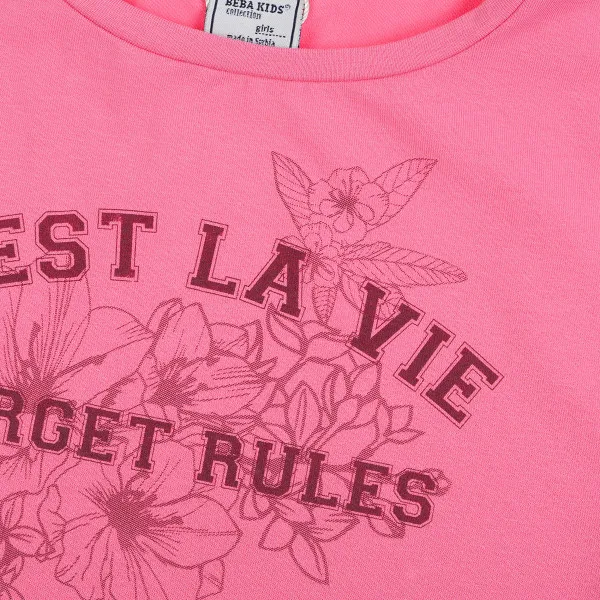 BEBA KIDS®
collection
girls
made in Serbia
EST LA VIE
RGET RULES